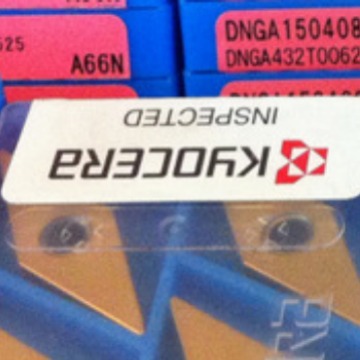 525
A66N
DNGA150408
DNGA432T0062
KYOCERA
INSPECTED